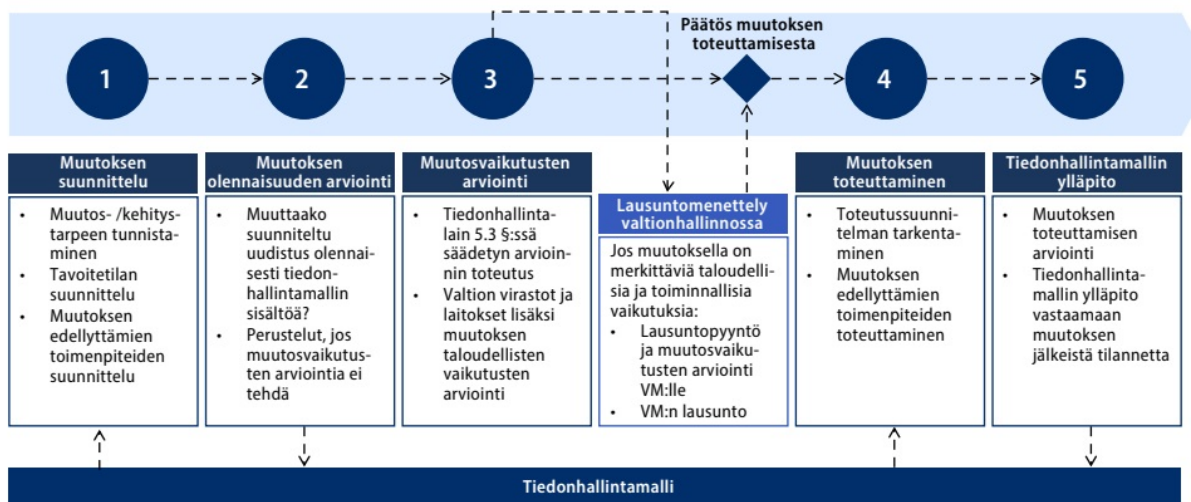 Päätös muutoksen
toteuttamisesta
1
2
3
4
5
Muutoksen
suunnittelu
• Muutos- /kehitys-
tarpeen tunnista-
minen
• Tavoitetilan
suunnittelu
• Muutoksen
edellyttämien
toimenpiteiden
suunnittelu
Muutoksen
olennaisuuden arviointi
• Muuttaako
suunniteltu
uudistus olennai-
sesti tiedon-
hallintamallin
sisältöä?
• Perustelut, jos
muutosvaikutus-
ten arviointia ei
tehdä
Muutosvaikutusten
arviointi
• Tiedonhallinta-
lain 5.3 §:ssä
säädetyn arvioin-
nin toteutus
• Valtion virastot ja
laitokset lisäksi
muutoksen
taloudellisten
vaikutusten
arviointi
Lausuntomenettely
valtionhallinnossa
Jos muutoksella on
merkittäviä taloudelli-
sia ja toiminnallisia
vaikutuksia:
• Lausuntopyyntö
ja muutosvaiku-
tusten arviointi
VM:lle
• VM:n lausunto
Muutoksen
toteuttaminen
• Toteutussuunni-
telman tarkenta-
minen
• Muutoksen
edellyttämien
toimenpiteiden
toteuttaminen
Tiedonhallintamallin
ylläpito
• Muutoksen
toteuttamisen
arviointi
• Tiedonhallinta-
mallin ylläpito
vastaamaan
muutoksen
jälkeistä tilannetta
Tiedonhallintamalli